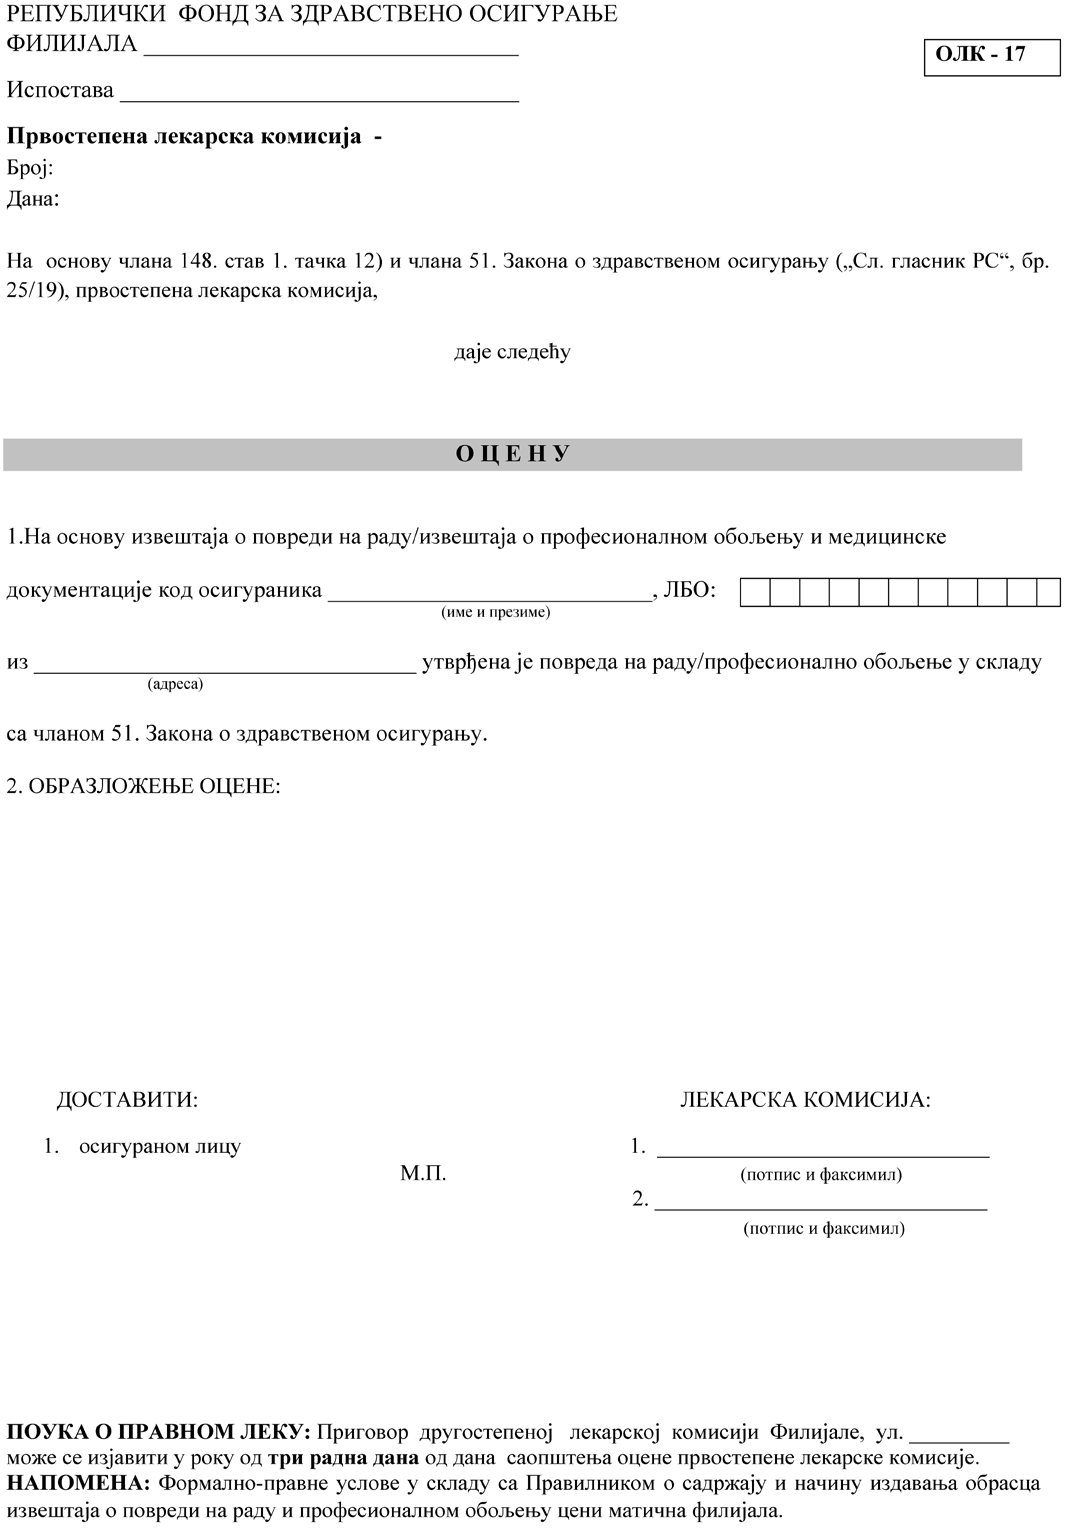 РЕПУБЛИЧКИ ФОНД ЗА ЗДРАВСТВЕНО ОСИГУРАЊЕ
ФИЛИЈАЛА ______________________________
ОЛК - 17
Испостава ________________________________
Првостепена лекарска комисија -
Број:
Дана:
На основу члана 148. став 1. тачка 12) и члана 51. Закона о здравственом осигурању („Сл. гласник РС“, бр.
25/19), првостепена лекарска комисија,
даје следећу
О Ц Е Н У
1.На основу извештаја о повреди на раду/извештаја о професионалном обољењу и медицинске
документације код осигураника ____________________________, ЛБО:
(име и презиме)
из _________________________________ утврђена је повреда на раду/професионално обољење у складу
(адреса)
са чланом 51. Закона о здравственом осигурању.
2. ОБРАЗЛОЖЕЊЕ ОЦЕНЕ:
ДОСТАВИТИ: ЛЕКАРСКА КОМИСИЈА:
1. осигураном лицу 1. ______________________________
М.П. (потпис и факсимил)
2. ______________________________
(потпис и факсимил)
ПОУКА О ПРАВНОМ ЛЕКУ: Приговор другостепеној лекарској комисији Филијале, ул. _________
може се изјавити у року од три радна дана од дана саопштења оцене првостепене лекарске комисије.
НАПОМЕНА: Формално-правне услове у складу са Правилником о садржају и начину издавања обрасца
извештаја о повреди на раду и професионалном обољењу цени матична филијала.